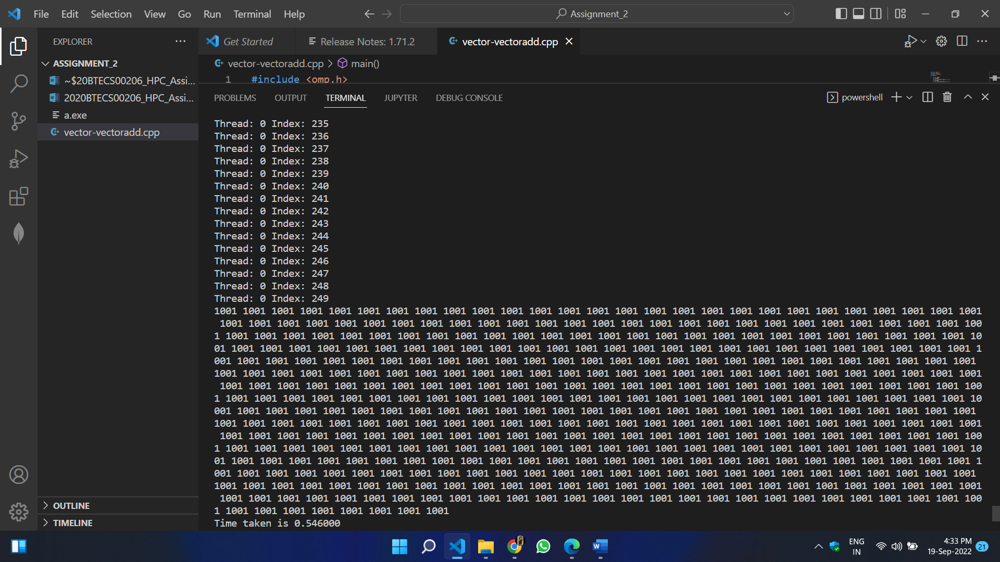 File Edit Selection View Go Run Terminal Help
Assignment_2
EXPLORER
Get Started
Release Notes: 1.71.2
vector-vectoradd.cpp
ASSIGNMENT_2
~$20BTECS00206_HPC_Assi...
2020BTECS00206_HPC_Assi...
a.exe
vector-vectoradd.cpp
OUTLINE
TIMELINE
vector-vectoradd.cpp > main()
1 #include <omp.h>
PROBLEMS OUTPUT TERMINAL JUPYTER DEBUG CONSOLE
powershell
Thread: 0 Index: 235
Thread: 0 Index: 236
Thread: 0 Index: 237
Thread: 0 Index: 238
Thread: 0 Index: 239
Thread: 0 Index: 240
Thread: 0 Index: 241
Thread: 0 Index: 242
Thread: 0 Index: 243
Thread: 0 Index: 244
Thread: 0 Index: 245
Thread: 0 Index: 246
Thread: 0 Index: 247
Thread: 0 Index: 248
Thread: 0 Index: 249
1001 1001 1001 1001 1001 1001 1001 1001 1001 1001 1001 1001 1001 1001 1001 1001 1001 1001 1001 1001 1001 1001 1001 1001 1001 1001 1001
1001 1001 1001 1001 1001 1001 1001 1001 1001 1001 1001 1001 1001 1001 1001 1001 1001 1001 1001 1001 1001 1001 1001 1001 1001 1001 100
1 1001 1001 1001 1001 1001 1001 1001 1001 1001 1001 1001 1001 1001 1001 1001 1001 1001 1001 1001 1001 1001 1001 1001 1001 1001 1001 10
01 1001 1001 1001 1001 1001 1001 1001 1001 1001 1001 1001 1001 1001 1001 1001 1001 1001 1001 1001 1001 1001 1001 1001 1001 1001 1001 1
001 1001 1001 1001 1001 1001 1001 1001 1001 1001 1001 1001 1001 1001 1001 1001 1001 1001 1001 1001 1001 1001 1001 1001 1001 1001 1001
1001 1001 1001 1001 1001 1001 1001 1001 1001 1001 1001 1001 1001 1001 1001 1001 1001 1001 1001 1001 1001 1001 1001 1001 1001 1001 1001
1001 1001 1001 1001 1001 1001 1001 1001 1001 1001 1001 1001 1001 1001 1001 1001 1001 1001 1001 1001 1001 1001 1001 1001 1001 1001 100
1 1001 1001 1001 1001 1001 1001 1001 1001 1001 1001 1001 1001 1001 1001 1001 1001 1001 1001 1001 1001 1001 1001 1001 1001 1001 1001 10
001 1001 1001 1001 1001 1001 1001 1001 1001 1001 1001 1001 1001 1001 1001 1001 1001 1001 1001 1001 1001 1001 1001 1001 1001 1001 1001
1001 1001 1001 1001 1001 1001 1001 1001 1001 1001 1001 1001 1001 1001 1001 1001 1001 1001 1001 1001 1001 1001 1001 1001 1001 1001 1001
1001 1001 1001 1001 1001 1001 1001 1001 1001 1001 1001 1001 1001 1001 1001 1001 1001 1001 1001 1001 1001 1001 1001 1001 1001 1001 100
1 1001 1001 1001 1001 1001 1001 1001 1001 1001 1001 1001 1001 1001 1001 1001 1001 1001 1001 1001 1001 1001 1001 1001 1001 1001 1001 10
01 1001 1001 1001 1001 1001 1001 1001 1001 1001 1001 1001 1001 1001 1001 1001 1001 1001 1001 1001 1001 1001 1001 1001 1001 1001 1001 1
001 1001 1001 1001 1001 1001 1001 1001 1001 1001 1001 1001 1001 1001 1001 1001 1001 1001 1001 1001 1001 1001 1001 1001 1001 1001 1001
1001 1001 1001 1001 1001 1001 1001 1001 1001 1001 1001 1001 1001 1001 1001 1001 1001 1001 1001 1001 1001 1001 1001 1001 1001 1001 1001
1001 1001 1001 1001 1001 1001 1001 1001 1001 1001 1001 1001 1001 1001 1001 1001 1001 1001 1001 1001 1001 1001 1001 1001 1001 1001 100
1 1001 1001 1001 1001 1001 1001 1001 1001
Time taken is 0.546000
ENG
IN
4:33 PM
19-Sep-2022
21